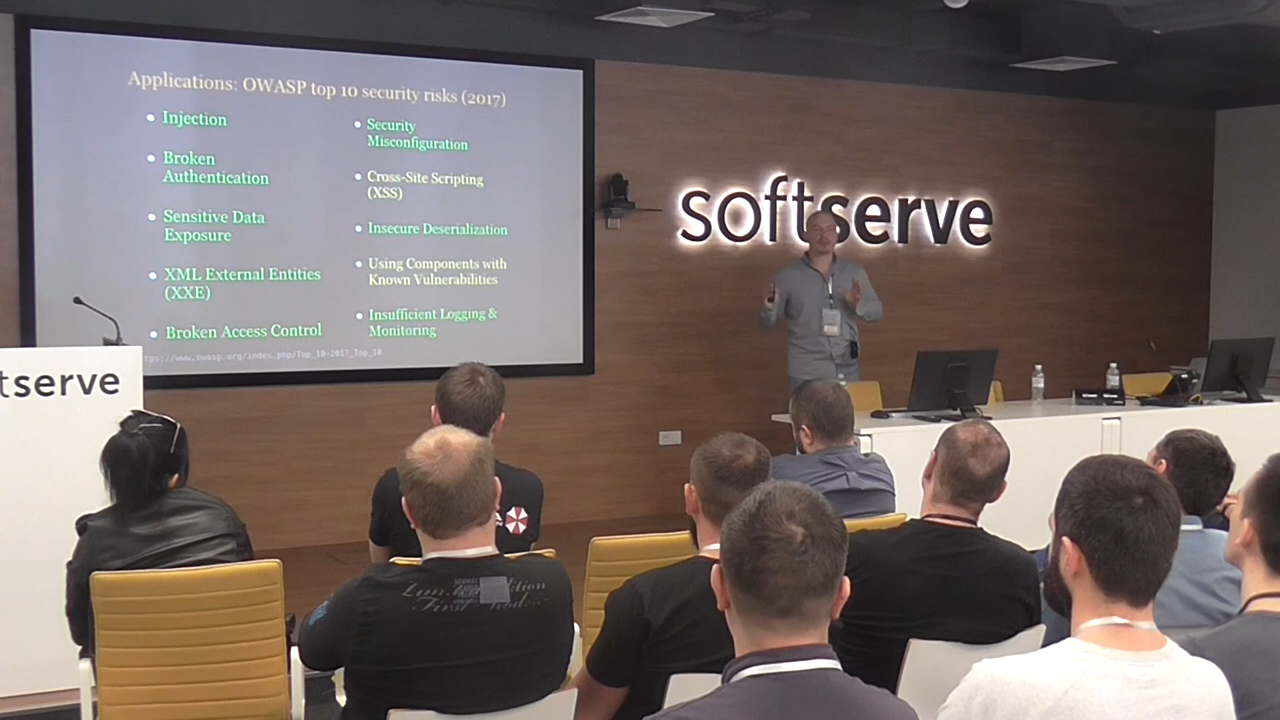 Applications: OWASP top 10 security risks (2017)
Injection
Broken
Authentication
Sensitive Data
Exposure
XML External Entities
(XXE)
Broken Access Control
Security
Misconfiguration
Cross-Site Scripting
(XSS)
Insecure Deserialization
Using Components with
Known Vulnerabilities
Insufficient Logging &
Monitoring
tps://www.owasp.org/index.php/Top_10-2017_Top_10
softserve
tserve